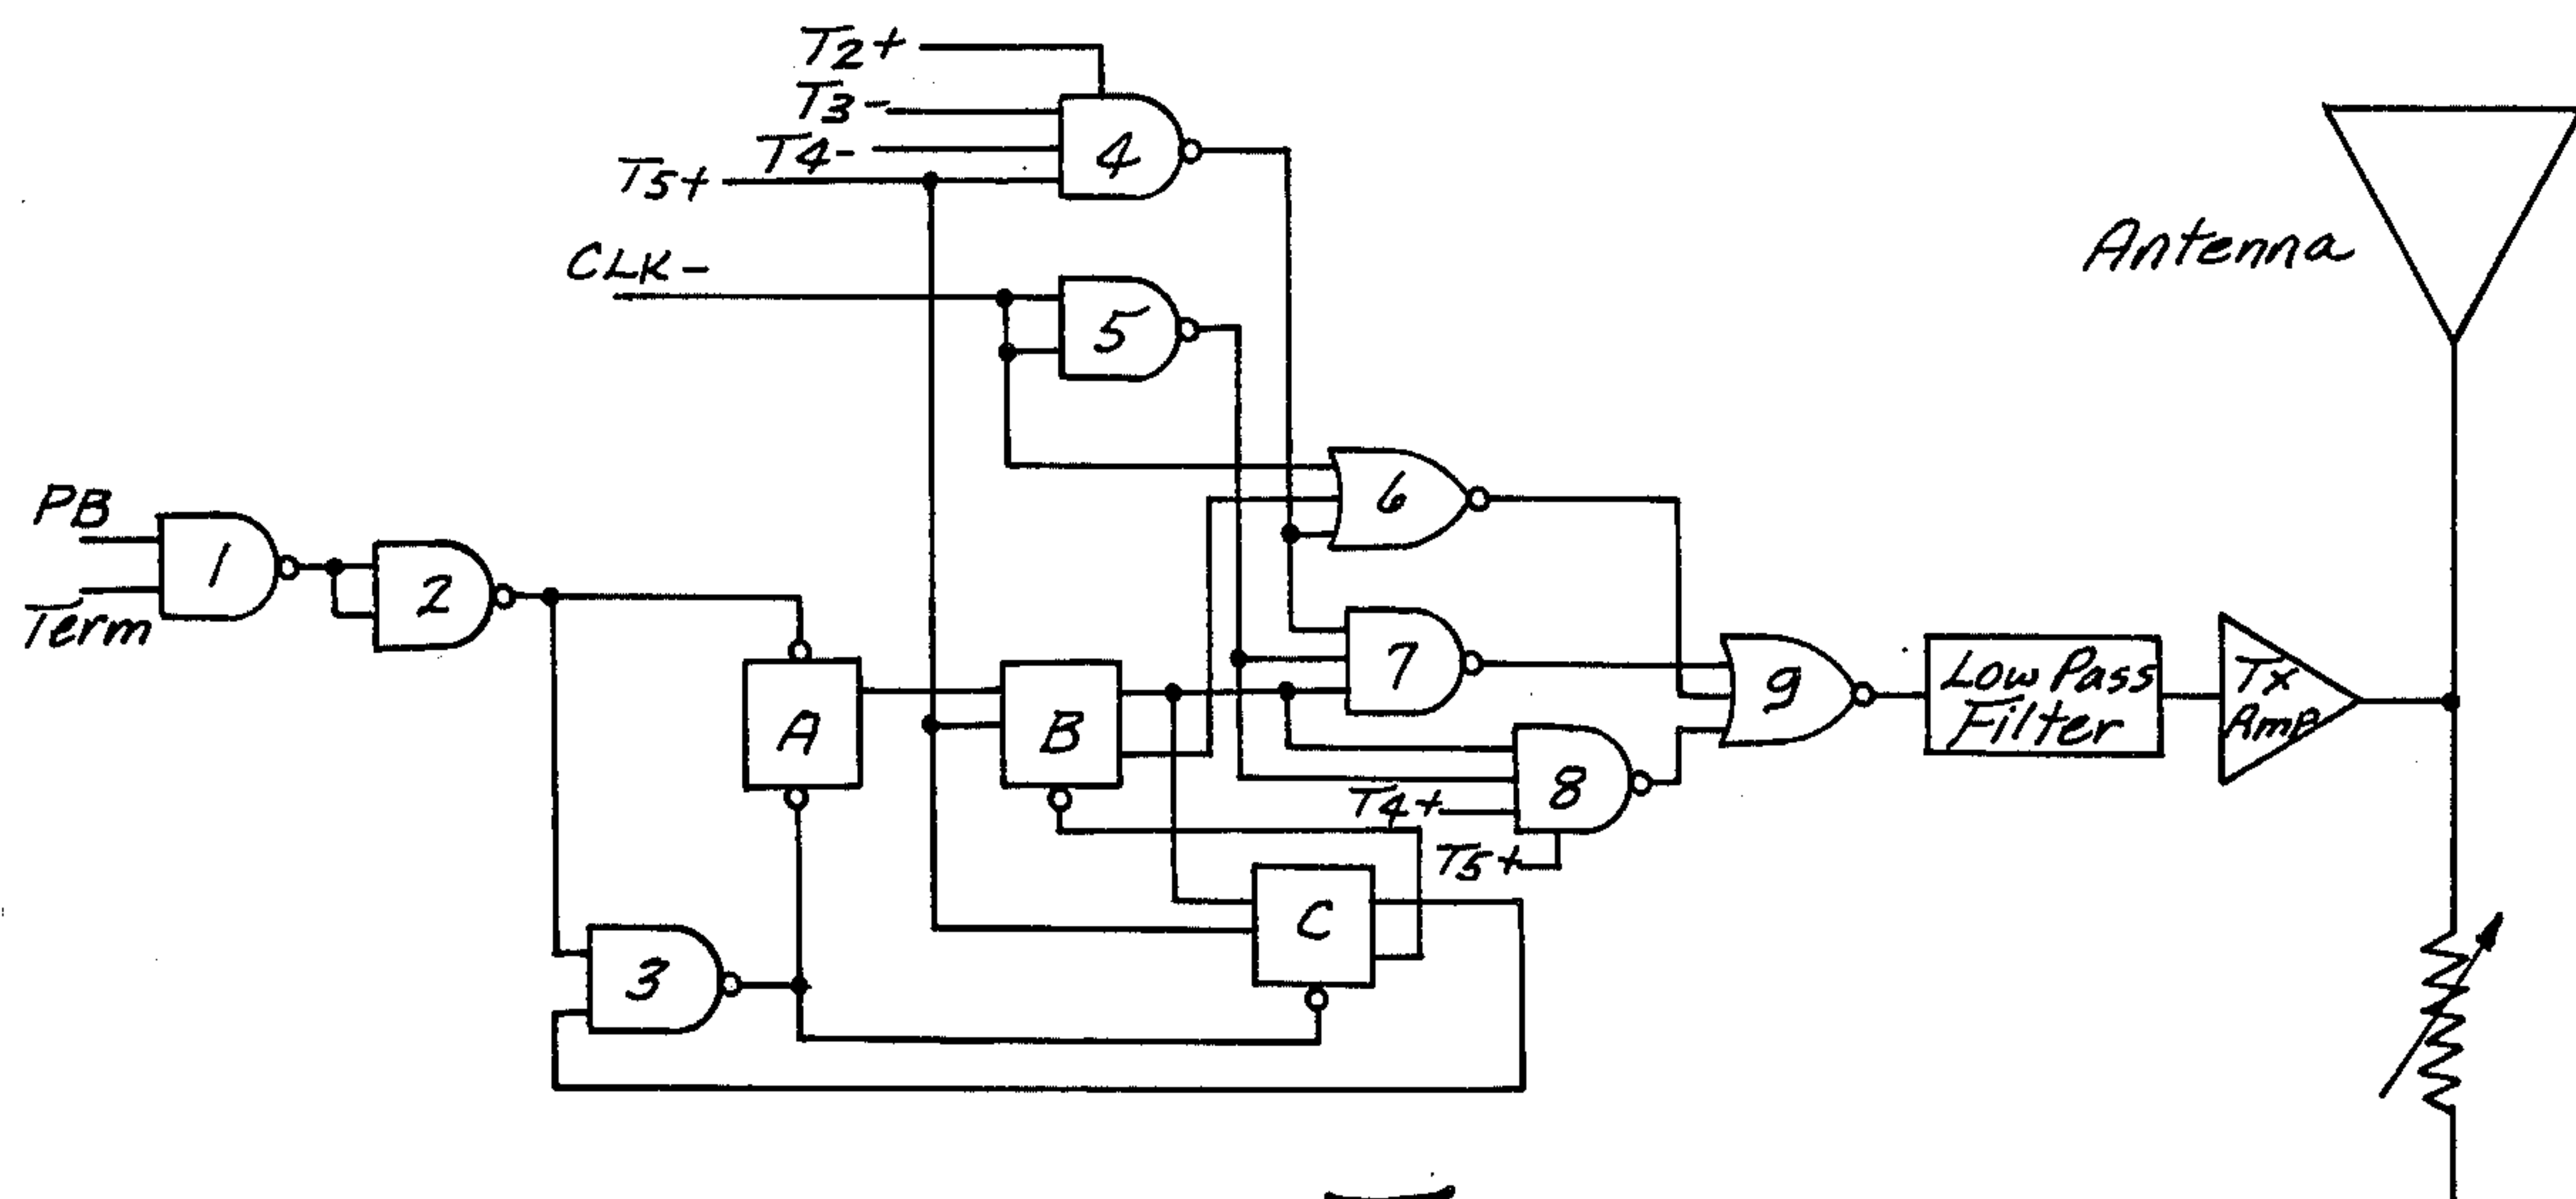 T2+
T3-
T4-
T5+
4
CLK-
5
Antenna
6
PB
1
2
Term
7
9
Low Pass
Filter
Tx
Amp
A
B
8
T4+
T5+
C
3